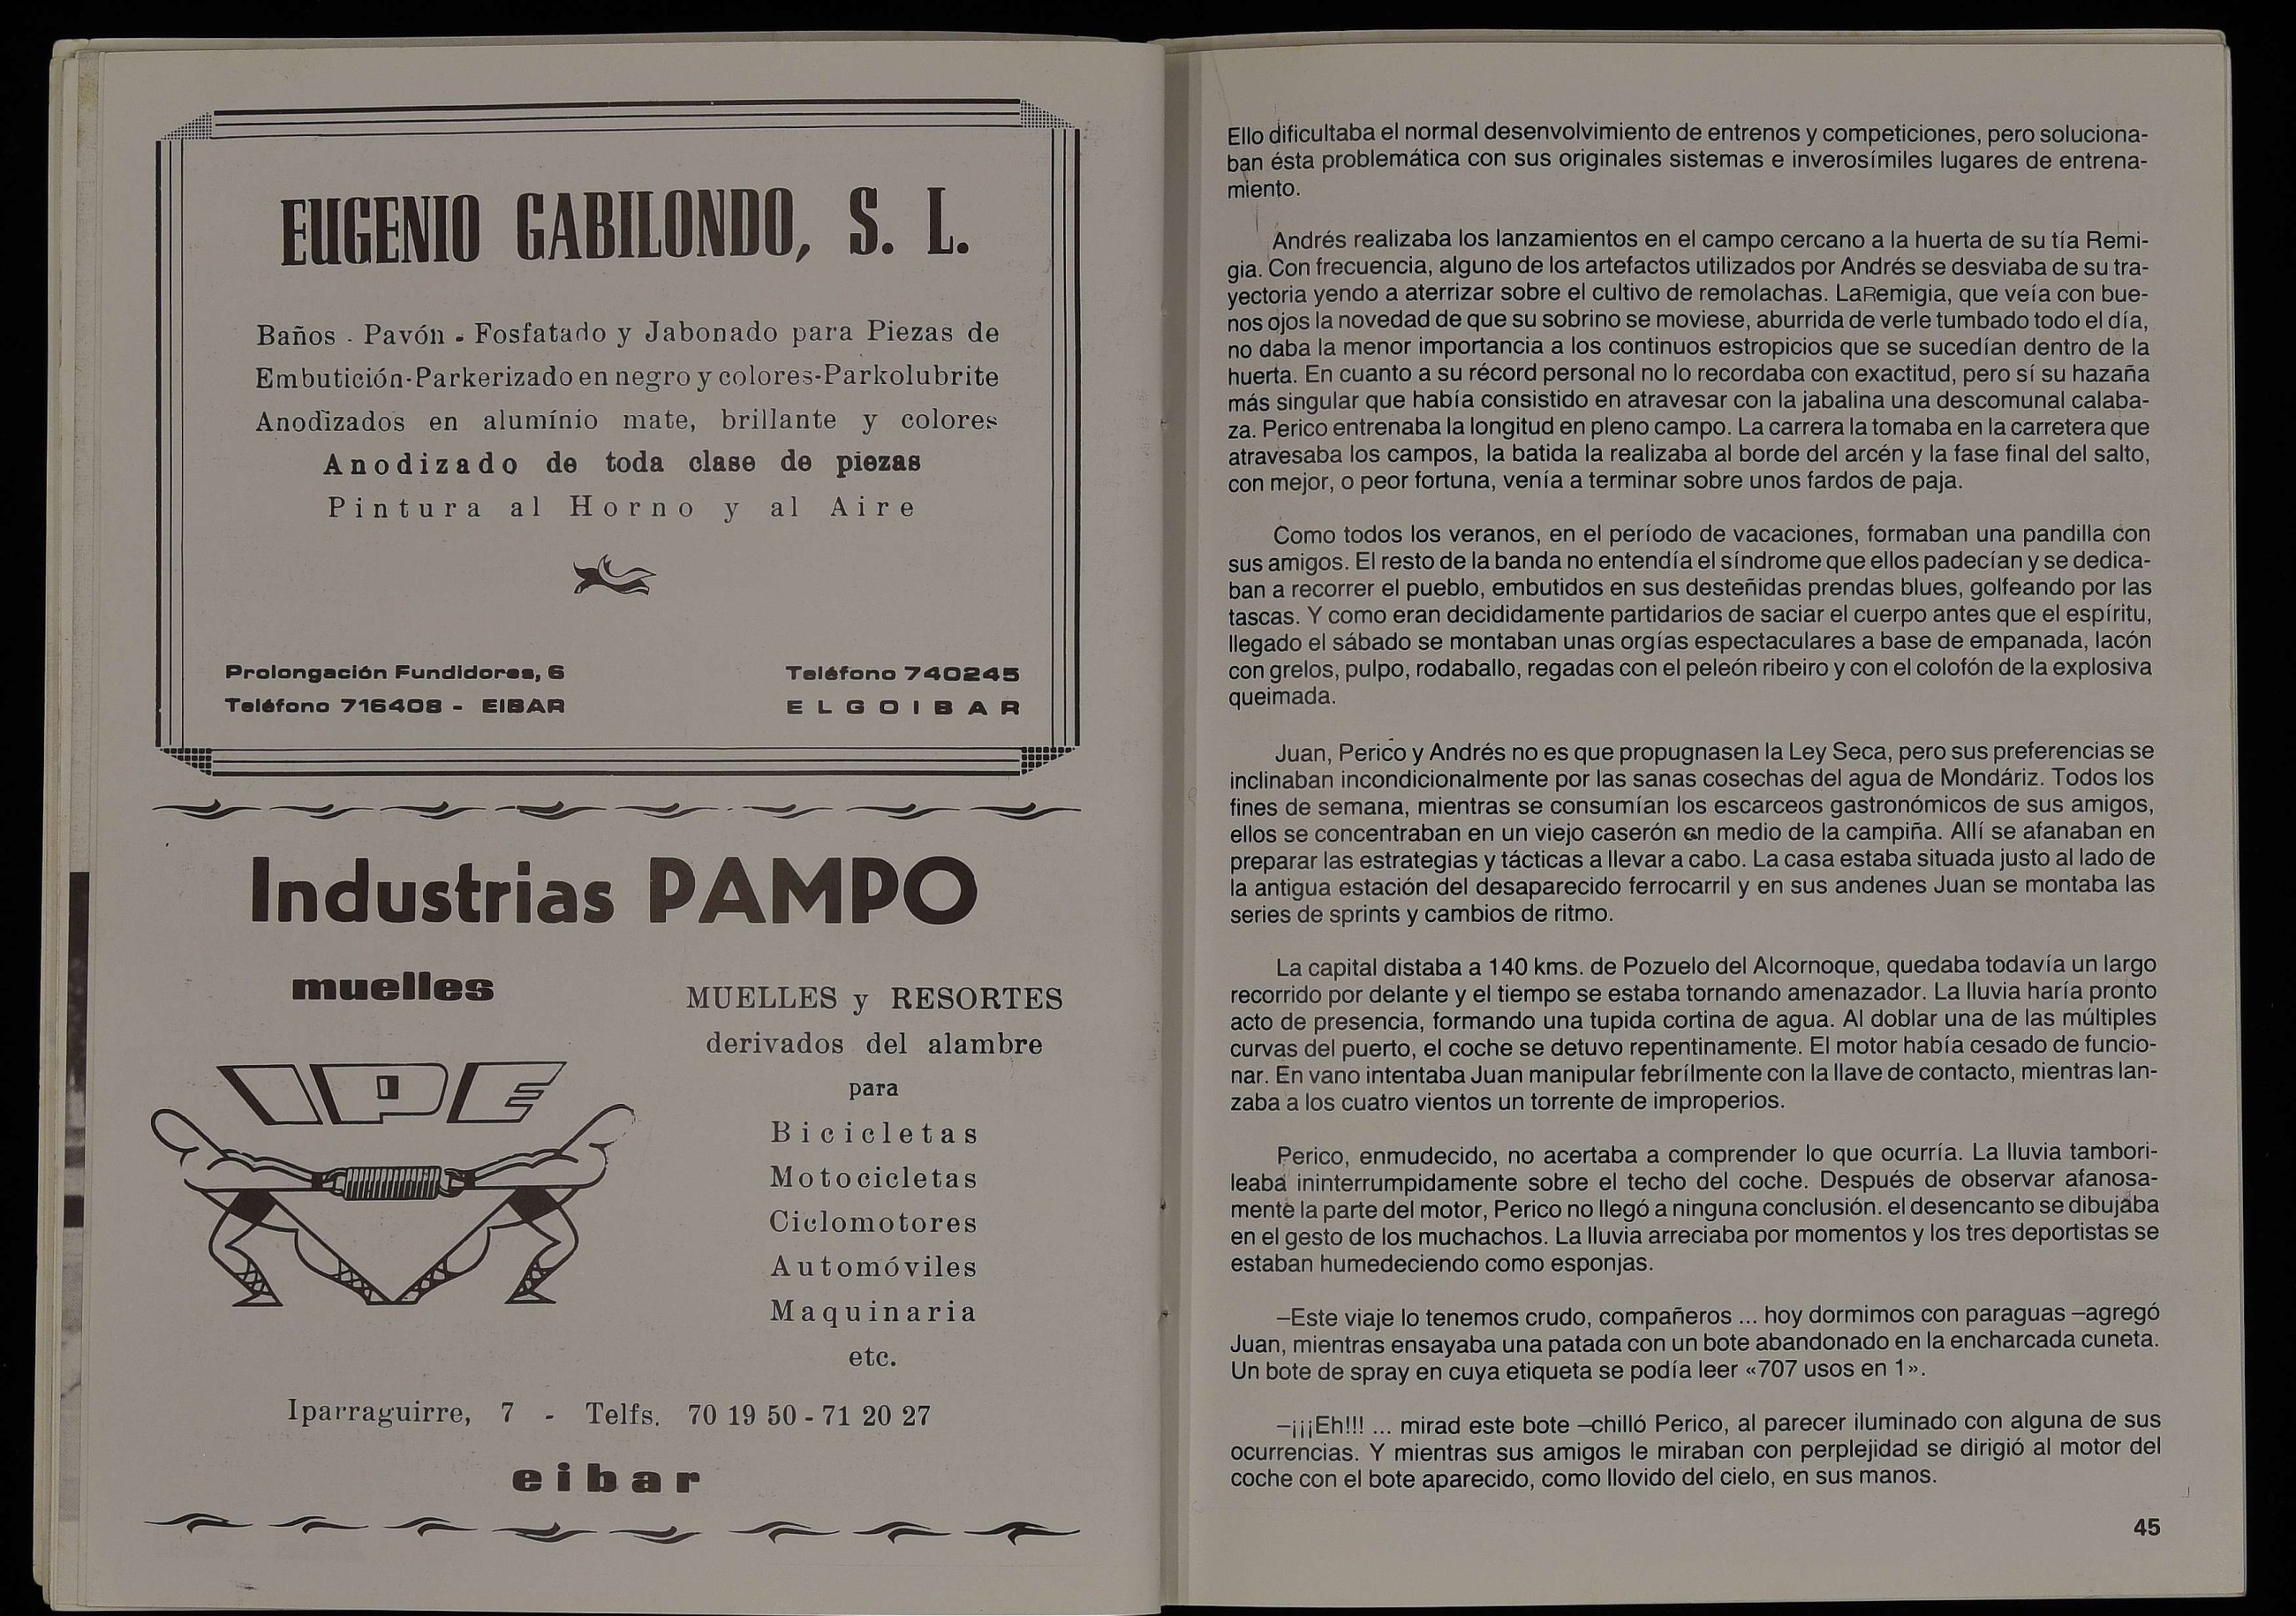 EUGENIO GABILONDO, S. L.
Baños - Pavón - Fosfatado y Jabonado para Piezas de
Embutición-Parkerizado en negro y colores-Parkolubrite
Anodizados en alumínio mate, brillante y colores
Anodizado de toda clase de piezas
Pintura al Horno y al Aire
Prolongación Fundidores, 6
Teléfono 716408 - EIBAR
Teléfono 740245
ELGOIBAR
Industrias PAMPO
muelles
IPE
MUELLES y RESORTES
derivados del alambre
para
Bicicletas
Motocicletas
Ciclomotores
Automóviles
Maquinaria
etc.
Iparraguirre, 7 - Telfs. 70 19 50 - 71 20 27
eibar
Ello dificultaba el normal desenvolvimiento de entrenos y competiciones, pero soluciona-
ban ésta problemática con sus originales sistemas e inverosímiles lugares de entrena-
miento.
Andrés realizaba los lanzamientos en el campo cercano a la huerta de su tía Remi-
gia. Con frecuencia, alguno de los artefactos utilizados por Andrés se desviaba de su tra-
yectoria yendo a aterrizar sobre el cultivo de remolachas. LaRemigia, que veía con bue-
nos ojos la novedad de que su sobrino se moviese, aburrida de verle tumbado todo el día,
no daba la menor importancia a los continuos estropicios que se sucedían dentro de la
huerta. En cuanto a su récord personal no lo recordaba con exactitud, pero sí su hazaña
más singular que había consistido en atravesar con la jabalina una descomunal calaba-
za. Perico entrenaba la longitud en pleno campo. La carrera la tomaba en la carretera que
atravesaba los campos, la batida la realizaba al borde del arcén y la fase final del salto,
con mejor, o peor fortuna, venía a terminar sobre unos fardos de paja.
Como todos los veranos, en el período de vacaciones, formaban una pandilla con
sus amigos. El resto de la banda no entendía el síndrome que ellos padecían y se dedica-
ban a recorrer el pueblo, embutidos en sus desteñidas prendas blues, golfeando por las
tascas. Y como eran decididamente partidarios de saciar el cuerpo antes que el espíritu,
llegado el sábado se montaban unas orgías espectaculares a base de empanada, lacón
con grelos, pulpo, rodaballo, regadas con el peleón ribeiro y con el colofón de la explosiva
queimada.
Juan, Perico y Andrés no es que propugnasen la Ley Seca, pero sus preferencias se
inclinaban incondicionalmente por las sanas cosechas del agua de Mondáriz. Todos los
fines de semana, mientras se consumían los escarceos gastronómicos de sus amigos,
ellos se concentraban en un viejo caserón en medio de la campiña. Allí se afanaban en
preparar las estrategias y tácticas a llevar a cabo. La casa estaba situada justo al lado de
la antigua estación del desaparecido ferrocarril y en sus andenes Juan se montaba las
series de sprints y cambios de ritmo.
La capital distaba a 140 kms. de Pozuelo del Alcornoque, quedaba todavía un largo
recorrido por delante y el tiempo se estaba tornando amenazador. La lluvia haría pronto
acto de presencia, formando una tupida cortina de agua. Al doblar una de las múltiples
curvas del puerto, el coche se detuvo repentinamente. El motor había cesado de funcio-
nar. En vano intentaba Juan manipular febrílmente con la llave de contacto, mientras lan-
zaba a los cuatro vientos un torrente de improperios.
Perico, enmudecido, no acertaba a comprender lo que ocurría. La lluvia tambori-
leaba ininterrumpidamente sobre el techo del coche. Después de observar afanosa-
mente la parte del motor, Perico no llegó a ninguna conclusión. el desencanto se dibujaba
en el gesto de los muchachos. La lluvia arreciaba por momentos y los tres deportistas se
estaban humedeciendo como esponjas.
–Este viaje lo tenemos crudo, compañeros ... hoy dormimos con paraguas –agregó
Juan, mientras ensayaba una patada con un bote abandonado en la encharcada cuneta.
Un bote de spray en cuya etiqueta se podía leer «707 usos en 1».
–¡¡¡Eh!!! ... mirad este bote –chilló Perico, al parecer iluminado con alguna de sus
ocurrencias. Y mientras sus amigos le miraban con perplejidad se dirigió al motor del
coche con el bote aparecido, como llovido del cielo, en sus manos.
45